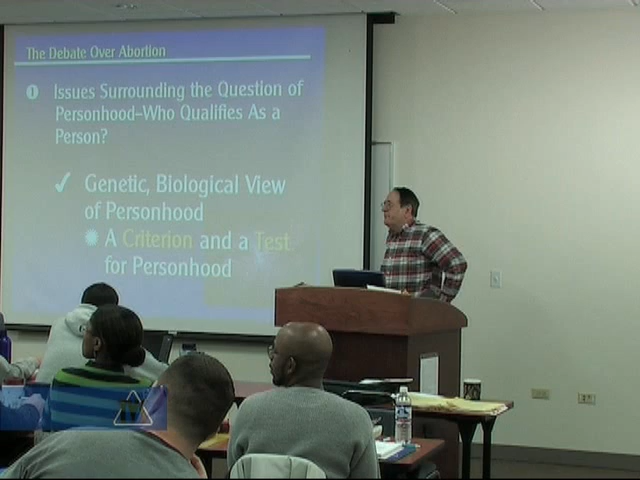 The Debate Over Abortion
1 Issues Surrounding the Question of
Personhood–Who Qualifies As a
Person?
✓ Genetic, Biological View
of Personhood
A Criterion and a Test
for Personhood